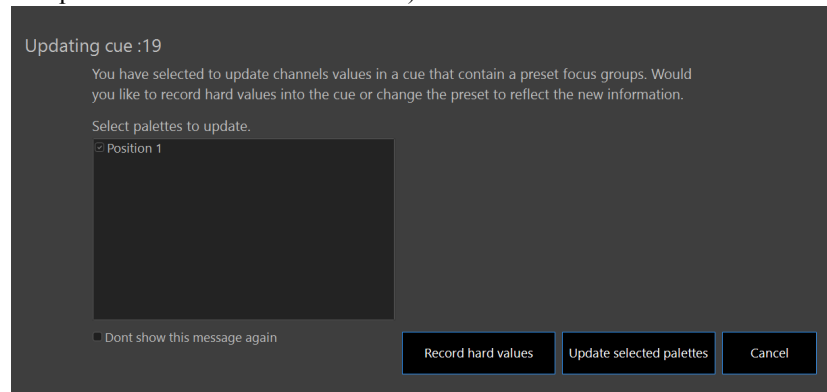 Updating cue :19
You have selected to update channels values in a cue that contain a preset focus groups. Would
you like to record hard values into the cue or change the preset to reflect the new information.
Select palettes to update.
Position 1
Dont show this message again
Record hard values
Update selected palettes
Cancel